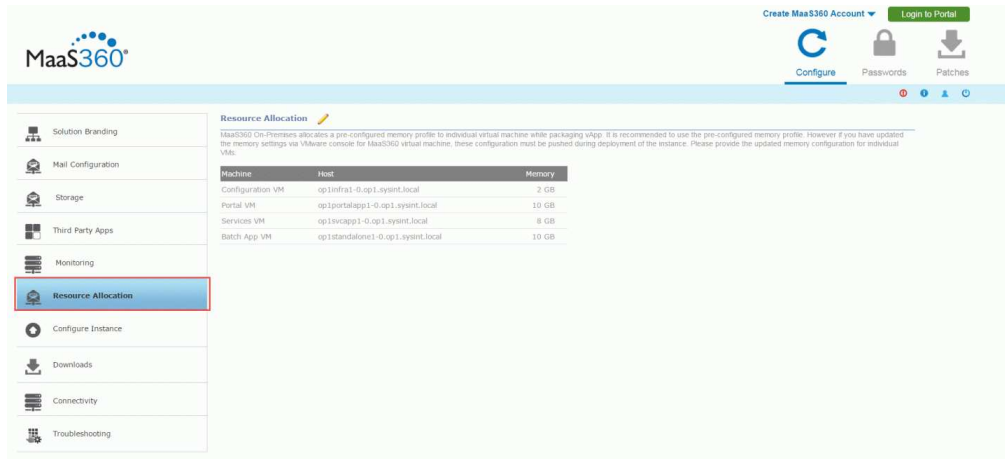 Create MaaS360 Account
Login to Portal
MaaS360®
Configure
Passwords
Patches
Solution Branding
Mail Configuration
Storage
Third Party Apps
Monitoring
Resource Allocation
Configure Instance
Downloads
Connectivity
Troubleshooting
Resource Allocation
MaaS360 On-Premises allocates a pre-configured memory profile to individual virtual machine while packaging vApp. It is recommended to use the pre-configured memory profile. However if you have updated
the memory settings via VMware console for MaaS360 virtual machine, these configuration must be pushed during deployment of the instance. Please provide the updated memory configuration for individual
VMs.
Machine Host Memory
Configuration VM op1infra1-0.op1.sysint.local 2 GB
Portal VM op1portalapp1-0.op1.sysint.local 10 GB
Services VM op1svcapp1-0.op1.sysint.local 8 GB
Batch App VM op1standalone1-0.op1.sysint.local 10 GB